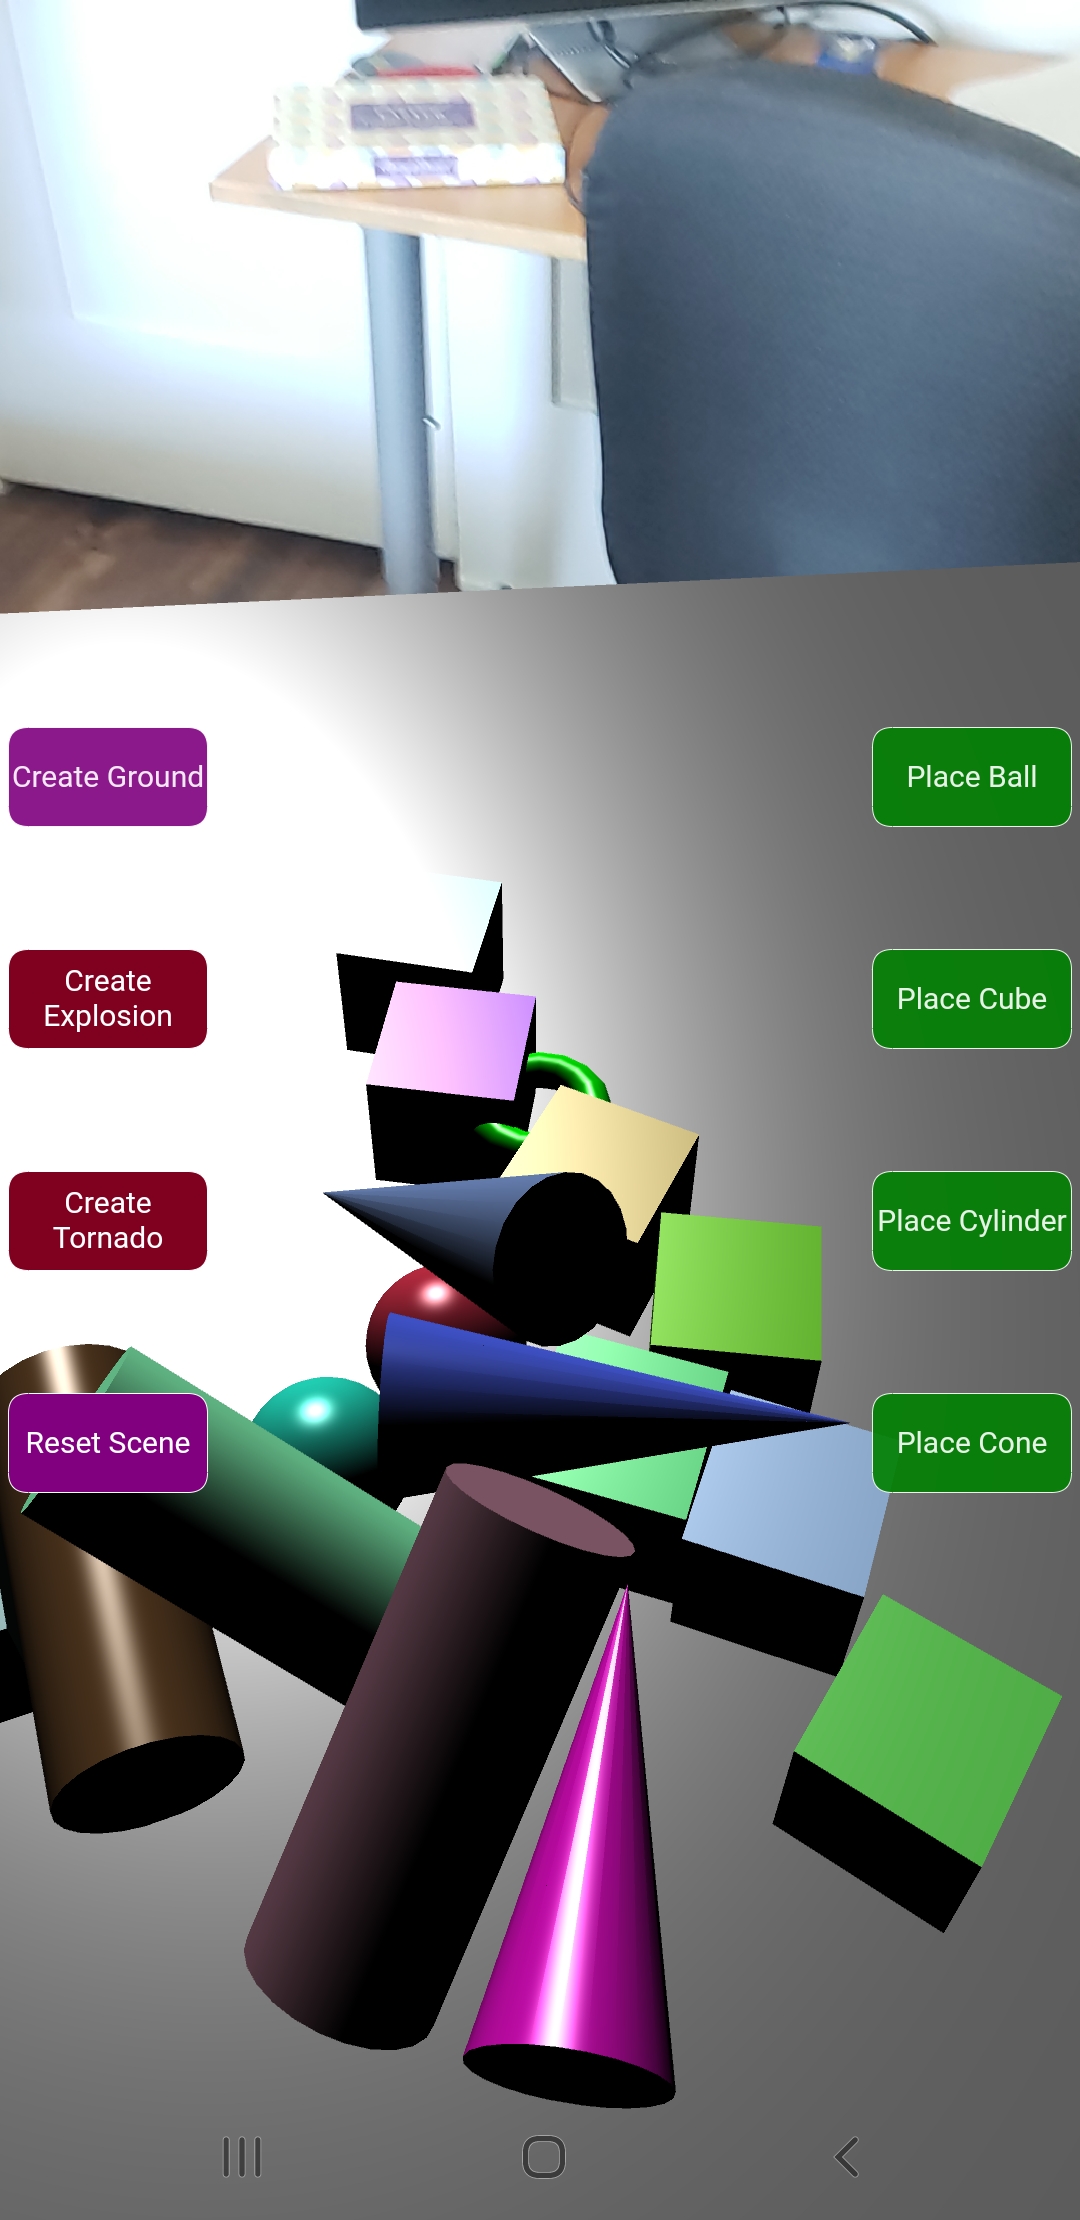 Create Ground
Place Ball
Create
Explosion
Place Cube
Create
Tornado
Place Cylinder
Reset Scene
Place Cone